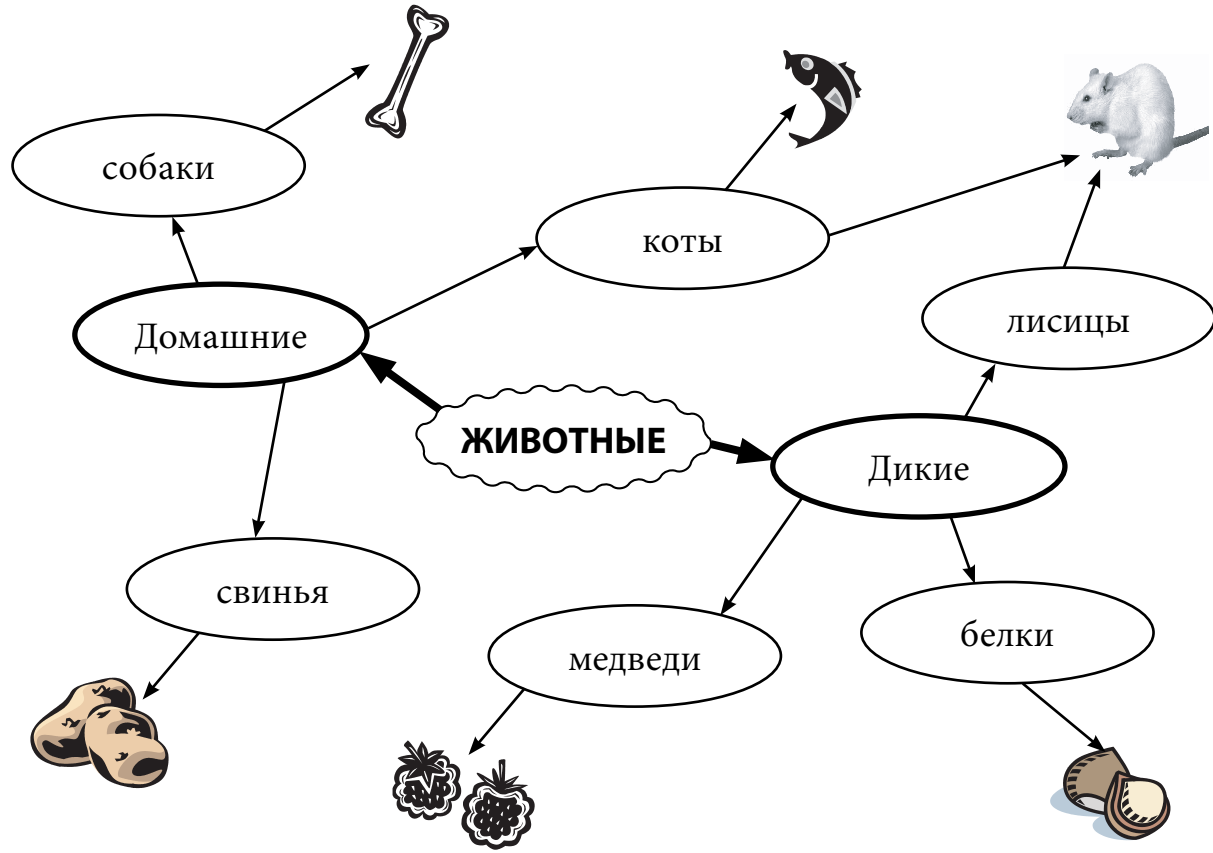 собаки
коты
лисицы
Домашние
ЖИВОТНЫЕ
Дикие
свинья
медведи
белки